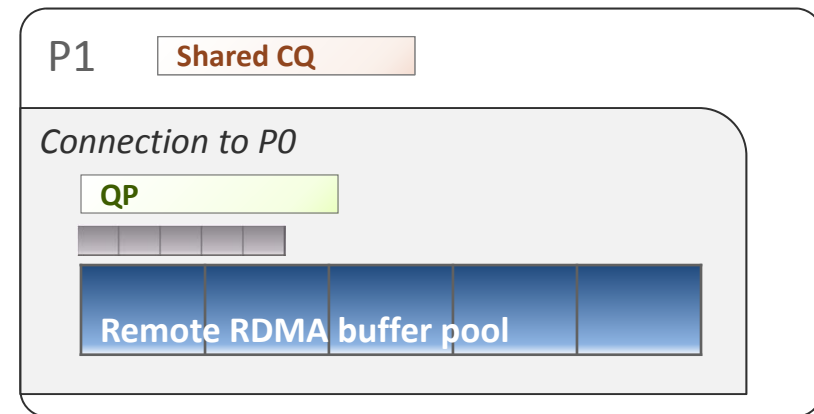 P1
Shared CQ
Connection to P0
QP
Remote RDMA buffer pool